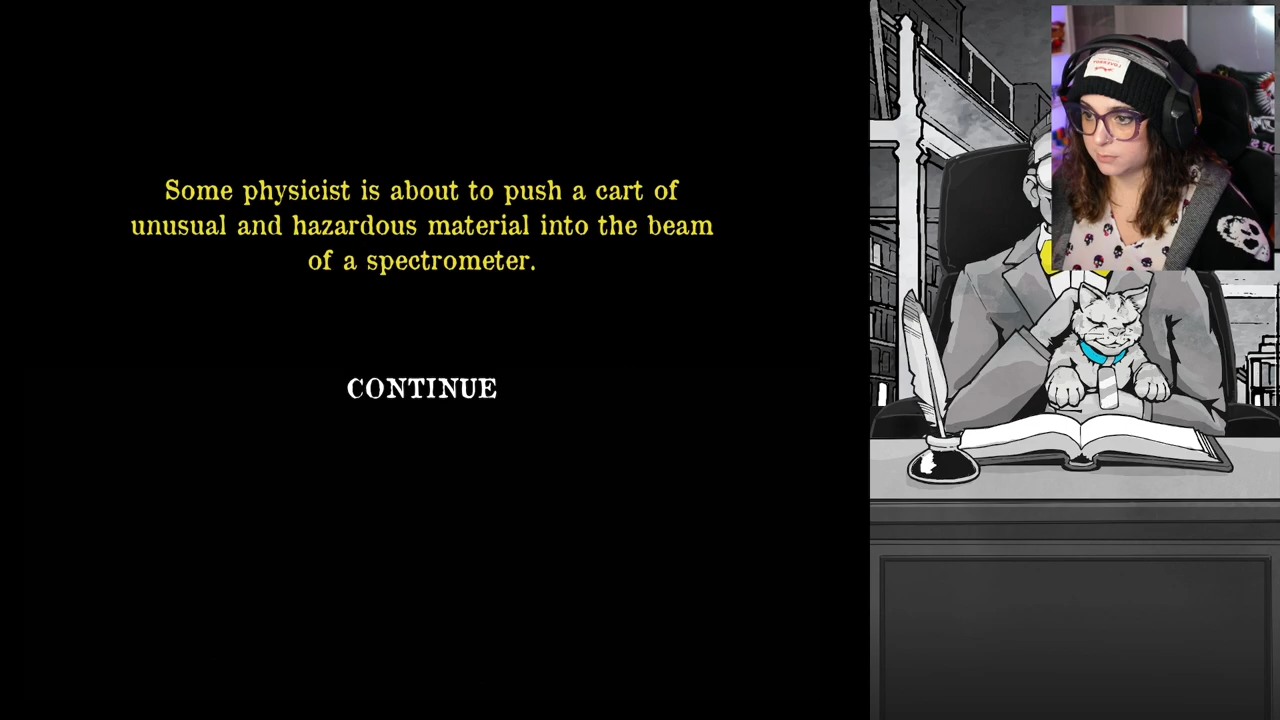 Some physicist is about to push a cart of
unusual and hazardous material into the beam
of a spectrometer.
CONTINUE